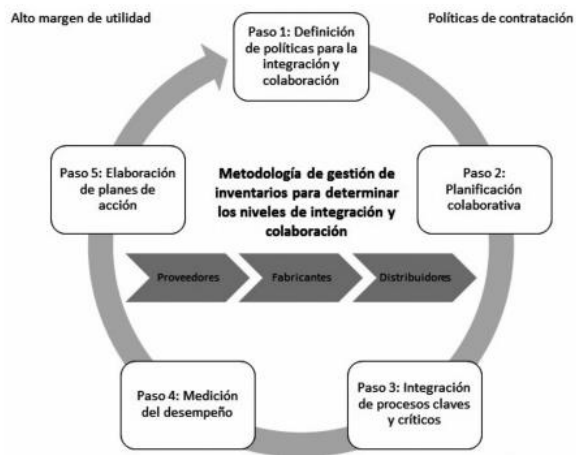 Alto margen de utilidad
Políticas de contratación
Paso 1: Definición
de políticas para la
integración y
colaboración
Paso 2:
Planificación
colaborativa
Paso 3: Integración
de procesos claves
y críticos
Paso 4: Medición
del desempeño
Paso 5: Elaboración
de planes de
acción
Metodología de gestión de
inventarios para determinar
los niveles de integración y
colaboración
Proveedores
Fabricantes
Distribuidores